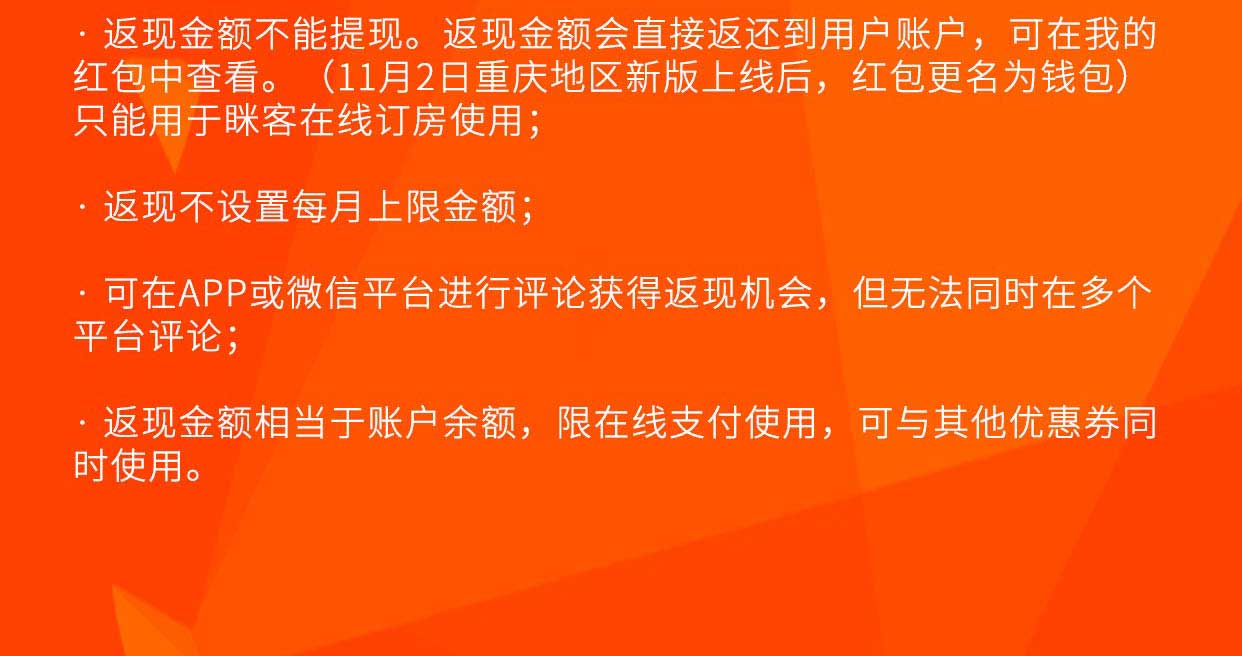 · 返现金额不能提现。返现金额会直接返还到用户账户，可在我的
红包中查看。（11月2日重庆地区新版上线后，红包更名为钱包）
只能用于眯客在线订房使用；
· 返现不设置每月上限金额；
· 可在APP或微信平台进行评论获得返现机会，但无法同时在多个
平台评论；
· 返现金额相当于账户余额，限在线支付使用，可与其他优惠券同
时使用。